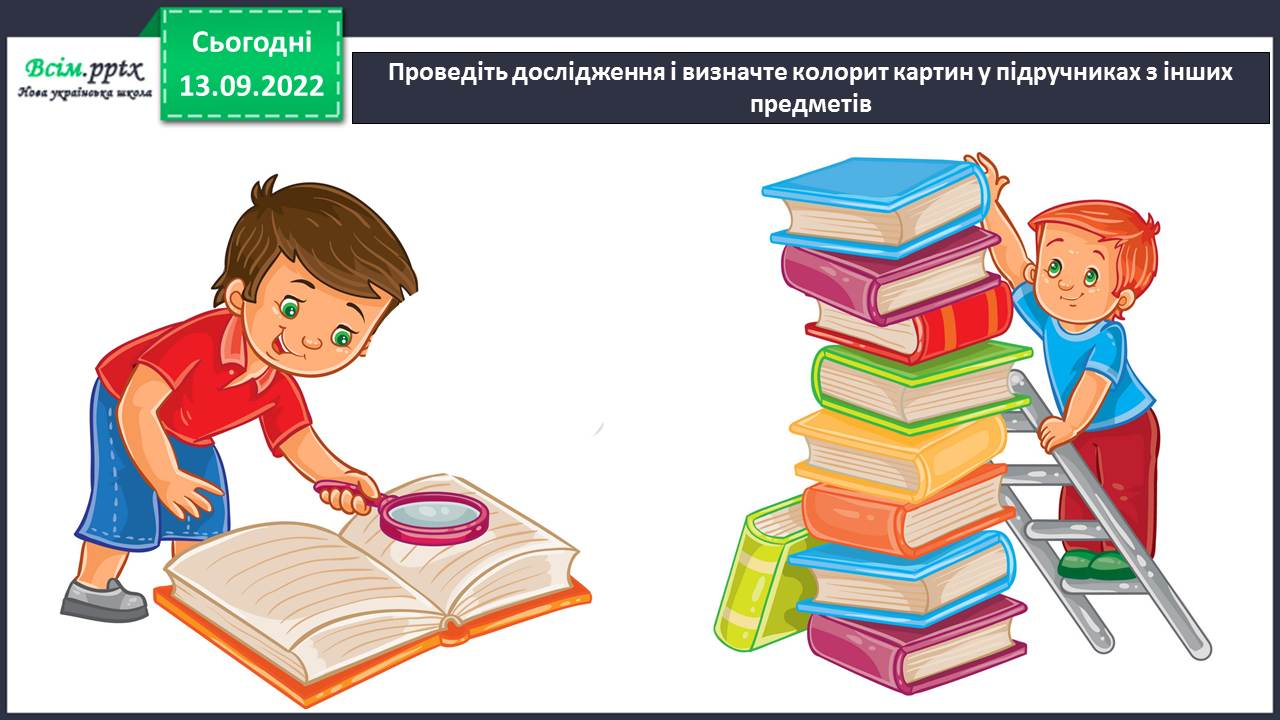 Всім.pptx
Нова українська школа
Сьогодні
13.09.2022
Проведіть дослідження і визначте колорит картин у підручниках з інших
предметів